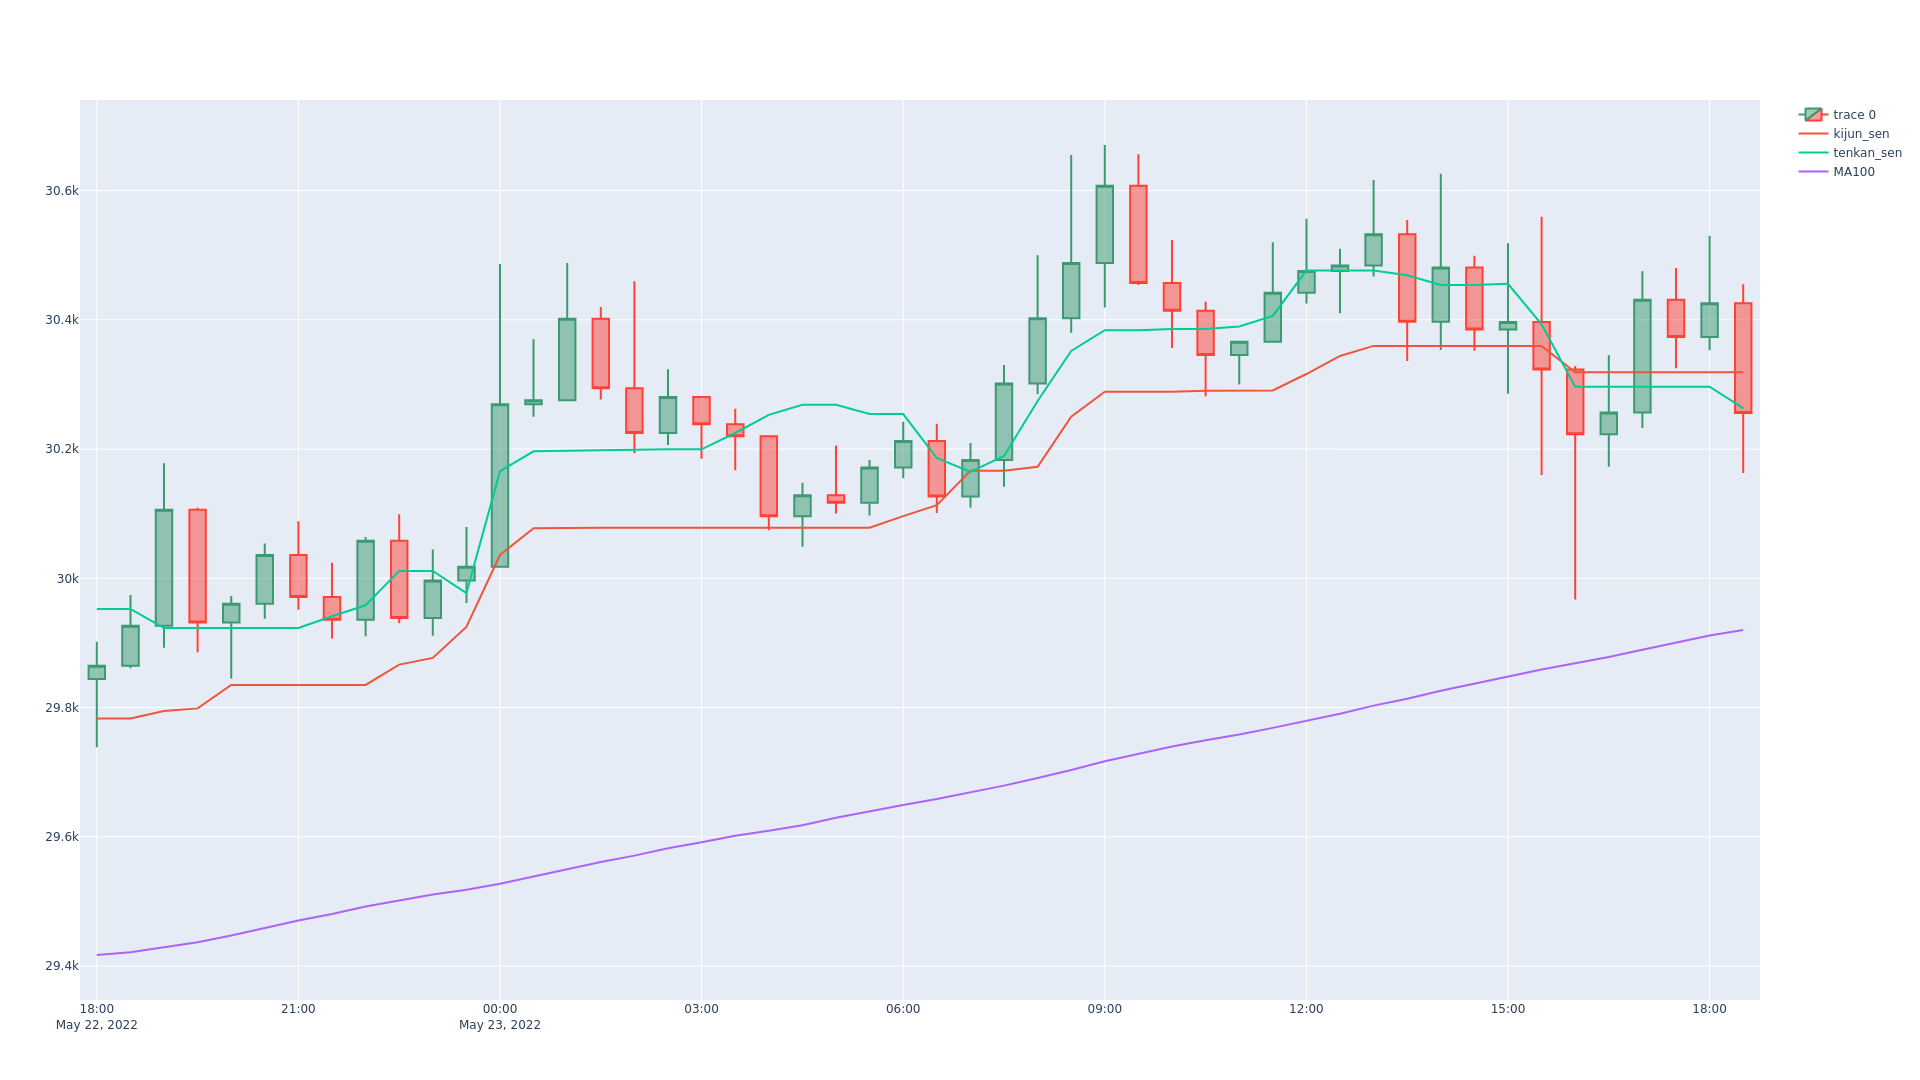 trace 0
kijun_sen
tenkan_sen
MA100
30.6k
30.4k
30.2k
30k
29.8k
29.6k
29.4k
18:00 21:00 00:00 03:00 06:00 09:00 12:00 15:00 18:00
May 22, 2022 May 23, 2022